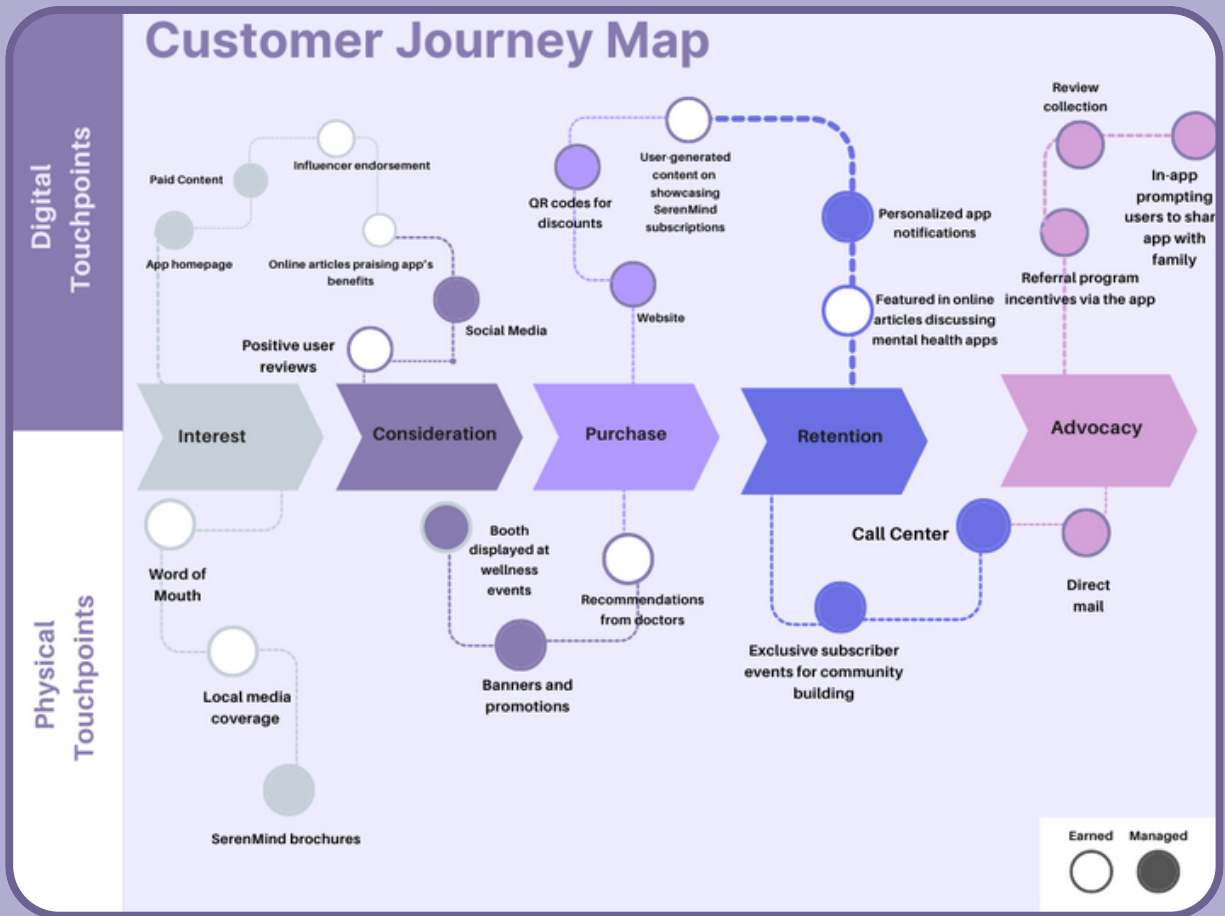 Customer Journey Map
Digital
Touchpoints
Paid Content
Influencer endorsement
App homepage
Online articles praising app's
benefits
Social Media
Positive user
reviews
QR codes for
discounts
User-generated
content on
showcasing
SerenMind
subscriptions
Website
Personalized app
notifications
Featured in online
articles discussing
mental health apps
Review
collection
In-app
prompting
users to shar
app with
family
Referral program
incentives via the app
Interest
Consideration
Purchase
Retention
Advocacy
Physical
Touchpoints
Word of
Mouth
Local media
coverage
SerenMind brochures
Booth
displayed at
wellness
events
Banners and
promotions
Recommendations
from doctors
Exclusive subscriber
events for community
building
Call Center
Direct
mail
Earned
Managed